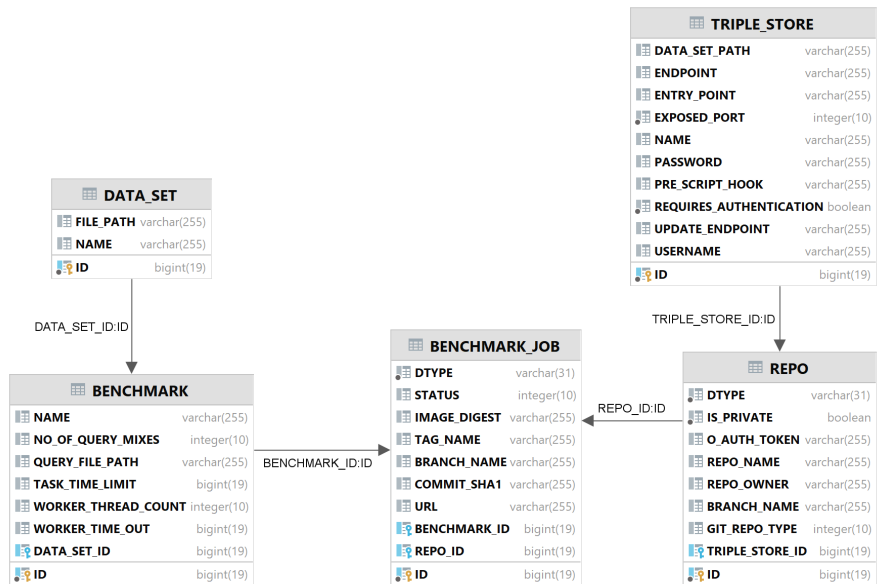 TRIPLE_STORE
DATA_SET_PATH varchar(255)
ENDPOINT varchar(255)
ENTRY_POINT varchar(255)
EXPOSED_PORT integer(10)
NAME varchar(255)
PASSWORD varchar(255)
PRE_SCRIPT_HOOK varchar(255)
REQUIRES_AUTHENTICATION boolean
UPDATE_ENDPOINT varchar(255)
USERNAME varchar(255)
ID bigint(19)
DATA_SET
FILE_PATH varchar(255)
NAME varchar(255)
ID bigint(19)
DATA_SET_ID:ID
TRIPLE_STORE_ID:ID
BENCHMARK
NAME varchar(255)
NO_OF_QUERY_MIXES integer(10)
QUERY_FILE_PATH varchar(255)
TASK_TIME_LIMIT bigint(19)
WORKER_THREAD_COUNT integer(10)
WORKER_TIME_OUT bigint(19)
DATA_SET_ID bigint(19)
ID bigint(19)
BENCHMARK_ID:ID
BENCHMARK_JOB
DTYPE varchar(31)
STATUS integer(10)
IMAGE_DIGEST varchar(255)
TAG_NAME varchar(255)
BRANCH_NAME varchar(255)
COMMIT_SHA1 varchar(255)
URL varchar(255)
BENCHMARK_ID bigint(19)
REPO_ID bigint(19)
ID bigint(19)
REPO_ID:ID
REPO
DTYPE varchar(31)
IS_PRIVATE boolean
O_AUTH_TOKEN varchar(255)
REPO_NAME varchar(255)
REPO_OWNER varchar(255)
BRANCH_NAME varchar(255)
GIT_REPO_TYPE integer(10)
TRIPLE_STORE_ID bigint(19)
ID bigint(19)